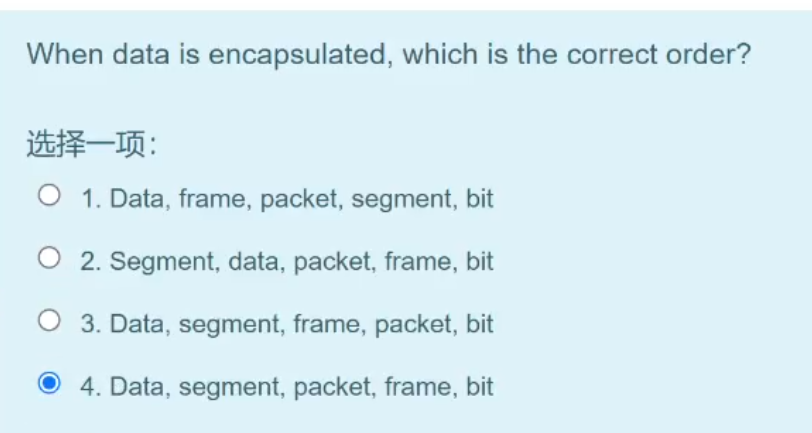 When data is encapsulated, which is the correct order?
选择一项:
1. Data, frame, packet, segment, bit
2. Segment, data, packet, frame, bit
3. Data, segment, frame, packet, bit
4. Data, segment, packet, frame, bit